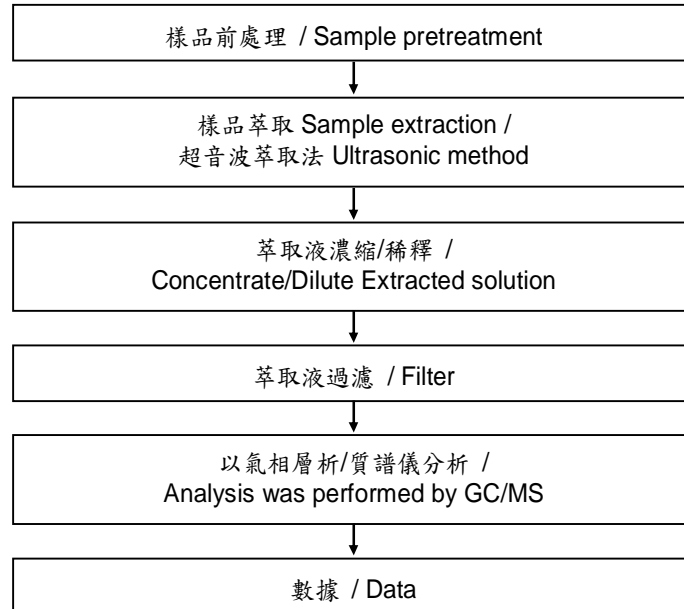 樣品前處理 / Sample pretreatment
樣品萃取 Sample extraction /
超音波萃取法 Ultrasonic method
萃取液濃縮/稀釋 /
Concentrate/Dilute Extracted solution
萃取液過濾 / Filter
以氣相層析/質譜儀分析 /
Analysis was performed by GC/MS
數據 / Data